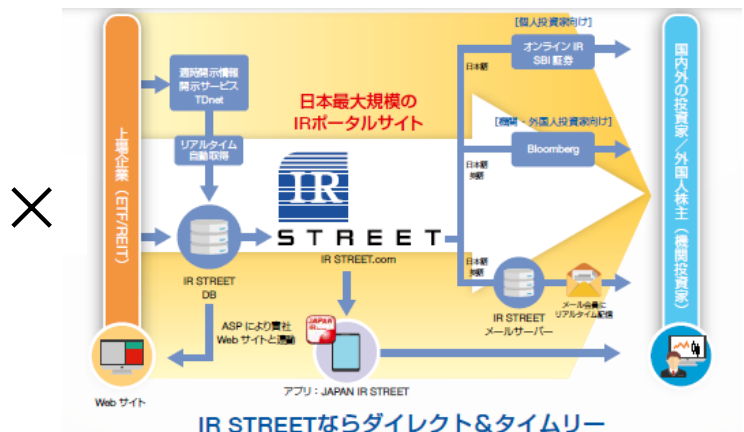 [個人投資家向け]
オンラインIR
SBI証券
日本語
適時開示情報
開示サービス
TDnet
日本最大規模の
IRポータルサイト
[機関・外国人投資家向け]
Bloomberg
日本語
英語
リアルタイム
自動取得
上場企業(ETF/REIT)
国内外の投資家/外国人株主(機関投資家)
IR
STREET
IR STREET.com
IR STREET
DB
日本語
英語
IR STREET
メールサーバー
メール会員に
リアルタイム配信
ASPにより貴社
Webサイトと連動
JAPAN
IR
アプリ:JAPAN IR STREET
Webサイト
IR STREETならダイレクト&タイムリー